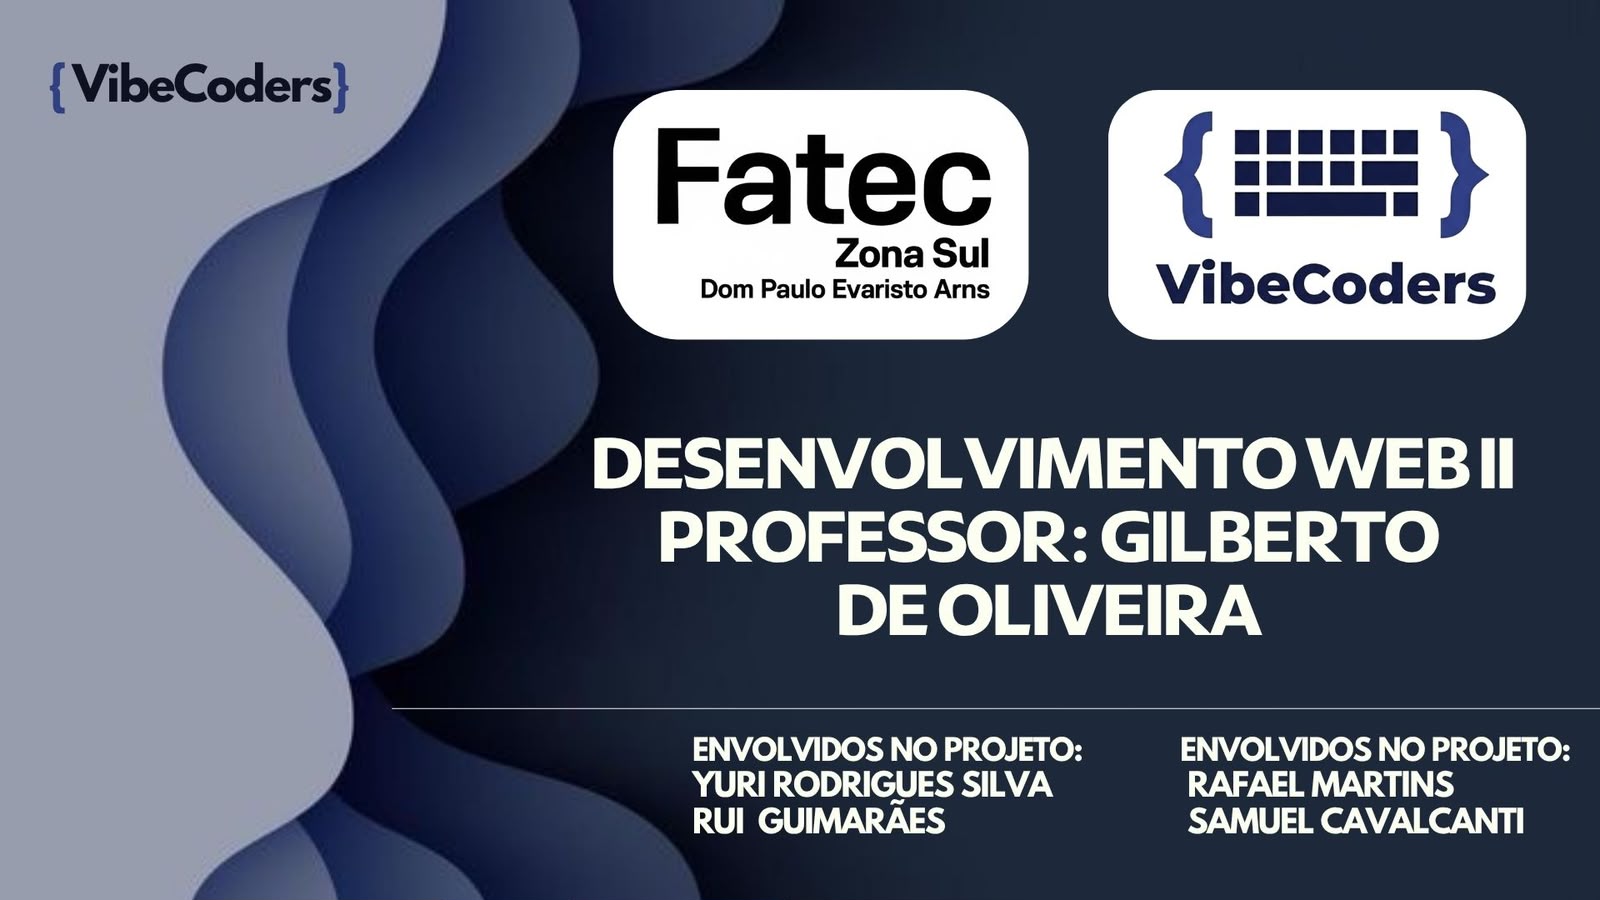 {VibeCoders}
Fatec
Zona Sul
Dom Paulo Evaristo Arns
{ }
VibeCoders
DESENVOLVIMENTO WEB II
PROFESSOR: GILBERTO
DE OLIVEIRA
ENVOLVIDOS NO PROJETO:
YURI RODRIGUES SILVA
RUI GUIMARÃES
ENVOLVIDOS NO PROJETO:
RAFAEL MARTINS
SAMUEL CAVALCANTI